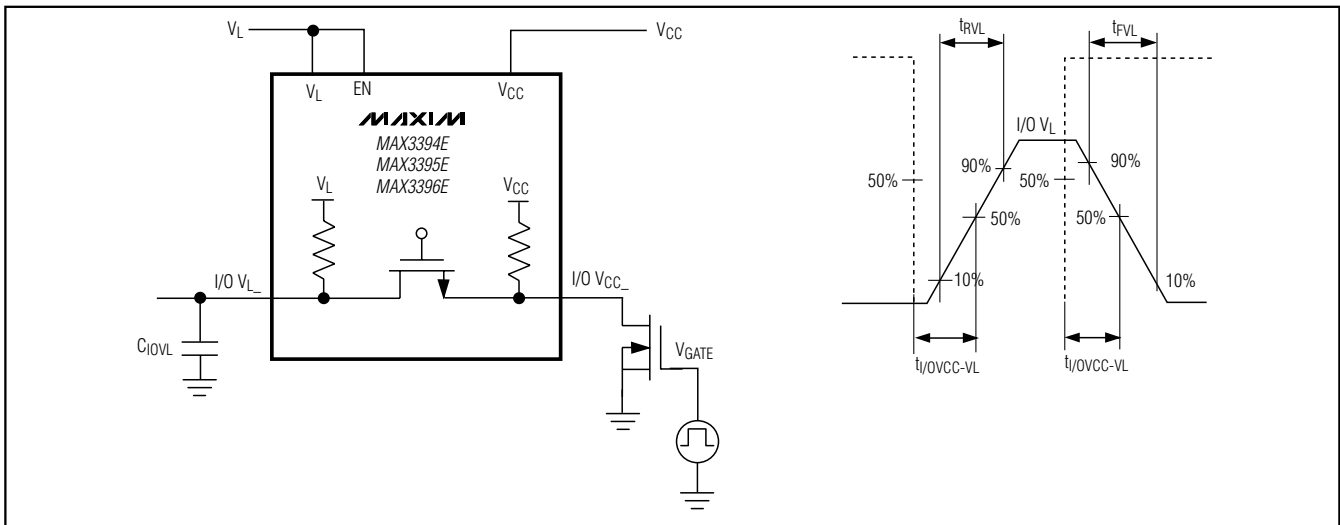 VL
VCC
VL
EN
VCC
MAXIM
MAX3394E
MAX3395E
MAX3396E
VL
VCC
I/O VL_
I/O VCC_
CIOVL
VGATE
tRVL
tFVL
I/O VL
90%
90%
50%
50%
50%
50%
10%
10%
tI/OVCC-VL
tI/OVCC-VL